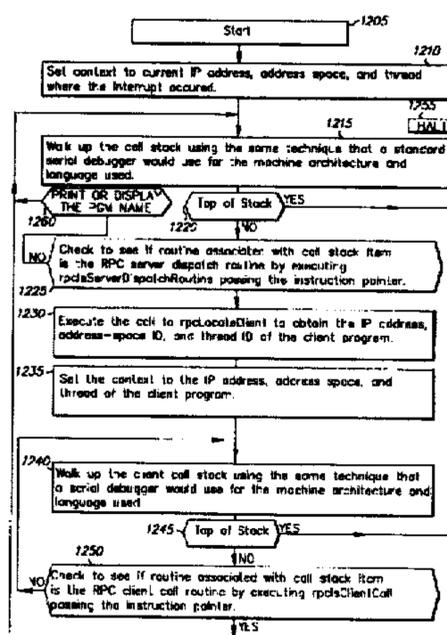 1205
Start
1210
Set context to current IP address, address space, and thread
where the interrupt occured.
1255
HALT
1215
Walk up the call stack using the same technique that a standard
serial debugger would use for the machine architecture and
language used.
PRINT OR DISPLAY
THE PGM NAME
1260
Top of Stack
YES
1220
NO
NO
Check to see if routine associated with call stack item
is the RPC server dispatch routine by executing
rpcIsServerDispatchRoutine passing the instruction pointer.
1225
1230
Execute the call to rpcLocateClient to obtain the IP address,
address-space ID, and thread ID of the client program.
1235
Set the context to the IP address, address space, and
thread of the client program.
1240
Walk up the client call stack using the same technique that
a serial debugger would use for the machine architecture and
language used
1245
Top of Stack
YES
NO
1250
NO
Check to see if routine associated with call stack item
is the RPC client call routine by executing rpcIsClientCall
passing the instruction pointer.
YES